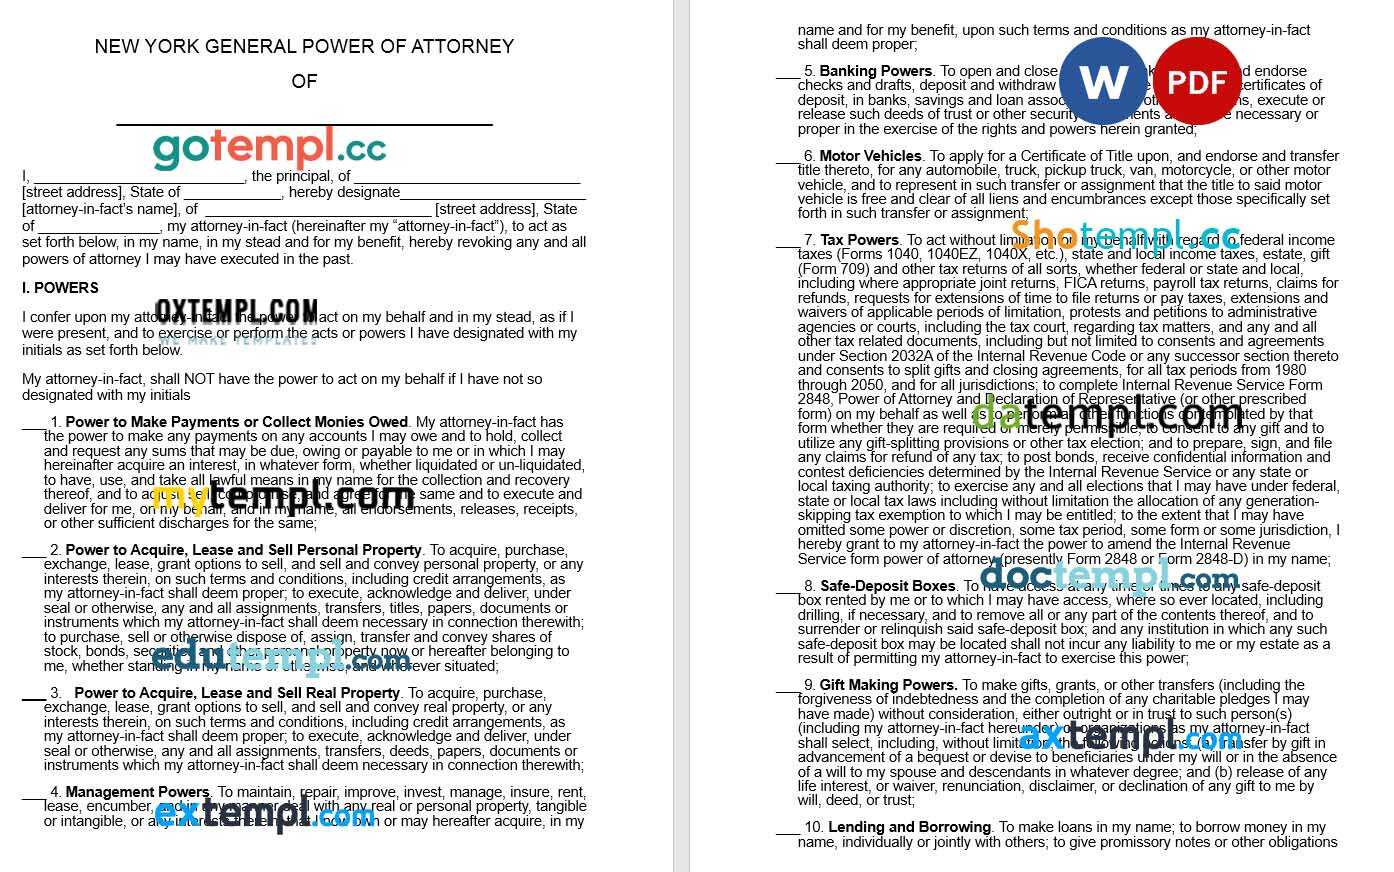 NEW YORK GENERAL POWER OF ATTORNEY
OF
gotempl.cc
I, __________________________, the principal, of ____________________________
[street address], State of ____________, hereby designate_______________________
[attorney-in-fact's name], of ____________________________ [street address], State
of _______________, my attorney-in-fact (hereinafter my “attorney-in-fact”), to act as
set forth below, in my name, in my stead and for my benefit, hereby revoking any and all
powers of attorney I may have executed in the past.
I. POWERS
OXTEMPL.COM
WE MAKE TEMPLATES
I confer upon my attorney-in-fact the power to act on my behalf and in my stead, as if I
were present, and to exercise or perform the acts or powers I have designated with my
initials as set forth below.
My attorney-in-fact, shall NOT have the power to act on my behalf if I have not so
designated with my initials
___ 1. Power to Make Payments or Collect Monies Owed. My attorney-in-fact has
the power to make any payments on any accounts I may owe and to hold, collect
and request any sums that may be due, owing or payable to me or in which I may
hereinafter acquire an interest, in whatever form, whether liquidated or un-liquidated,
to have, use, and take all lawful means in my name for the collection and recovery
thereof, and to compromise, and agree same and to execute and
deliver for me, on my behalf, and in my name, all endorsements, releases, receipts,
or other sufficient discharges for the same;
mytempl.com
___ 2. Power to Acquire, Lease and Sell Personal Property. To acquire, purchase,
exchange, lease, grant options to sell, and sell and convey personal property, or any
interests therein, on such terms and conditions, including credit arrangements, as
my attorney-in-fact shall deem proper; to execute, acknowledge and deliver, under
seal or otherwise, any and all assignments, transfers, titles, papers, documents or
instruments which my attorney-in-fact shall deem necessary in connection therewith;
to purchase, sell or otherwise dispose of, assign, transfer and convey shares of
stock, bonds, securities property now or hereafter belonging to
me, whether standing in my name or otherwise, and wherever situated;
edutempl.com
___ 3. Power to Acquire, Lease and Sell Real Property. To acquire, purchase,
exchange, lease, grant options to sell, and sell and convey real property, or any
interests therein, on such terms and conditions, including credit arrangements, as
my attorney-in-fact shall deem proper; to execute, acknowledge and deliver, under
seal or otherwise, any and all assignments, transfers, deeds, papers, documents or
instruments which my attorney-in-fact shall deem necessary in connection therewith;
___ 4. Management Powers. To maintain, repair, improve, invest, manage, insure, rent,
lease, encumber, and in any manner deal with any real or personal property, tangible
or intangible, or any interests therein, that I now own or may hereafter acquire, in my
extempl.com
name and for my benefit, upon such terms and conditions as my attorney-in-fact
shall deem proper;
W PDF
___ 5. Banking Powers. To open and close endorse
checks and drafts, deposit and withdraw certificates of
deposit, in banks, savings and loan execute or
release such deeds of trust or other security necessary or
proper in the exercise of the rights and powers herein granted;
___ 6. Motor Vehicles. To apply for a Certificate of Title upon, and endorse and transfer
title thereto, for any automobile, truck, pickup truck, van, motorcycle, or other motor
vehicle, and to represent in such transfer or assignment that the title to said motor
vehicle is free and clear of all liens and encumbrances except those specifically set
forth in such transfer or assignment;
Shotempl.cc
___ 7. Tax Powers. To act without limitation on my behalf with regard to federal income
taxes (Forms 1040, 1040EZ, 1040X, etc.), state and local income taxes, estate, gift
(Form 709) and other tax returns of all sorts, whether federal or state and local,
including where appropriate joint returns, FICA returns, payroll tax returns, claims for
refunds, requests for extensions of time to file returns or pay taxes, extensions and
waivers of applicable periods of limitation, protests and petitions to administrative
agencies or courts, including the tax court, regarding tax matters, and any and all
other tax related documents, including but not limited to consents and agreements
under Section 2032A of the Internal Revenue Code or any successor section thereto
and consents to split gifts and closing agreements, for all tax periods from 1980
through 2050, and for all jurisdictions; to complete Internal Revenue Service Form
2848, Power of Attorney and Declaration of Representative (or other prescribed
form) on my behalf as well as perform all other functions contemplated by that
form whether they are required or merely permissible; to consent to any gift and to
utilize any gift-splitting provisions or other tax election; and to prepare, sign, and file
any claims for refund of any tax; to post bonds, receive confidential information and
contest deficiencies determined by the Internal Revenue Service or any state or
local taxing authority; to exercise any and all elections that I may have under federal,
state or local tax laws including without limitation the allocation of any generation-
skipping tax exemption to which I may be entitled; to the extent that I may have
omitted some power or discretion, some tax period, some form or some jurisdiction, I
hereby grant to my attorney-in-fact the power to amend the Internal Revenue
Service form power of attorney (presently Form 2848 or Form 2848-D) in my name;
datempl.com
doctempl.com
___ 8. Safe-Deposit Boxes. To have access at any time or times to any safe-deposit
box rented by me or to which I may have access, where so ever located, including
drilling, if necessary, and to remove all or any part of the contents thereof, and to
surrender or relinquish said safe-deposit box; and any institution in which any such
safe-deposit box may be located shall not incur any liability to me or my estate as a
result of permitting my attorney-in-fact to exercise this power;
___ 9. Gift Making Powers. To make gifts, grants, or other transfers (including the
forgiveness of indebtedness and the completion of any charitable pledges I may
have made) without consideration, either outright or in trust to such person(s)
(including my attorney-in-fact hereunder) or organizations as my attorney-in-fact
shall select, including, without limitation, the following actions: (a) transfer by gift in
advancement of a bequest or devise to beneficiaries under my will or in the absence
of a will to my spouse and descendants in whatever degree; and (b) release of any
life interest, or waiver, renunciation, disclaimer, or declination of any gift to me by
will, deed, or trust;
axtempl.com
___ 10. Lending and Borrowing. To make loans in my name; to borrow money in my
name, individually or jointly with others; to give promissory notes or other obligations